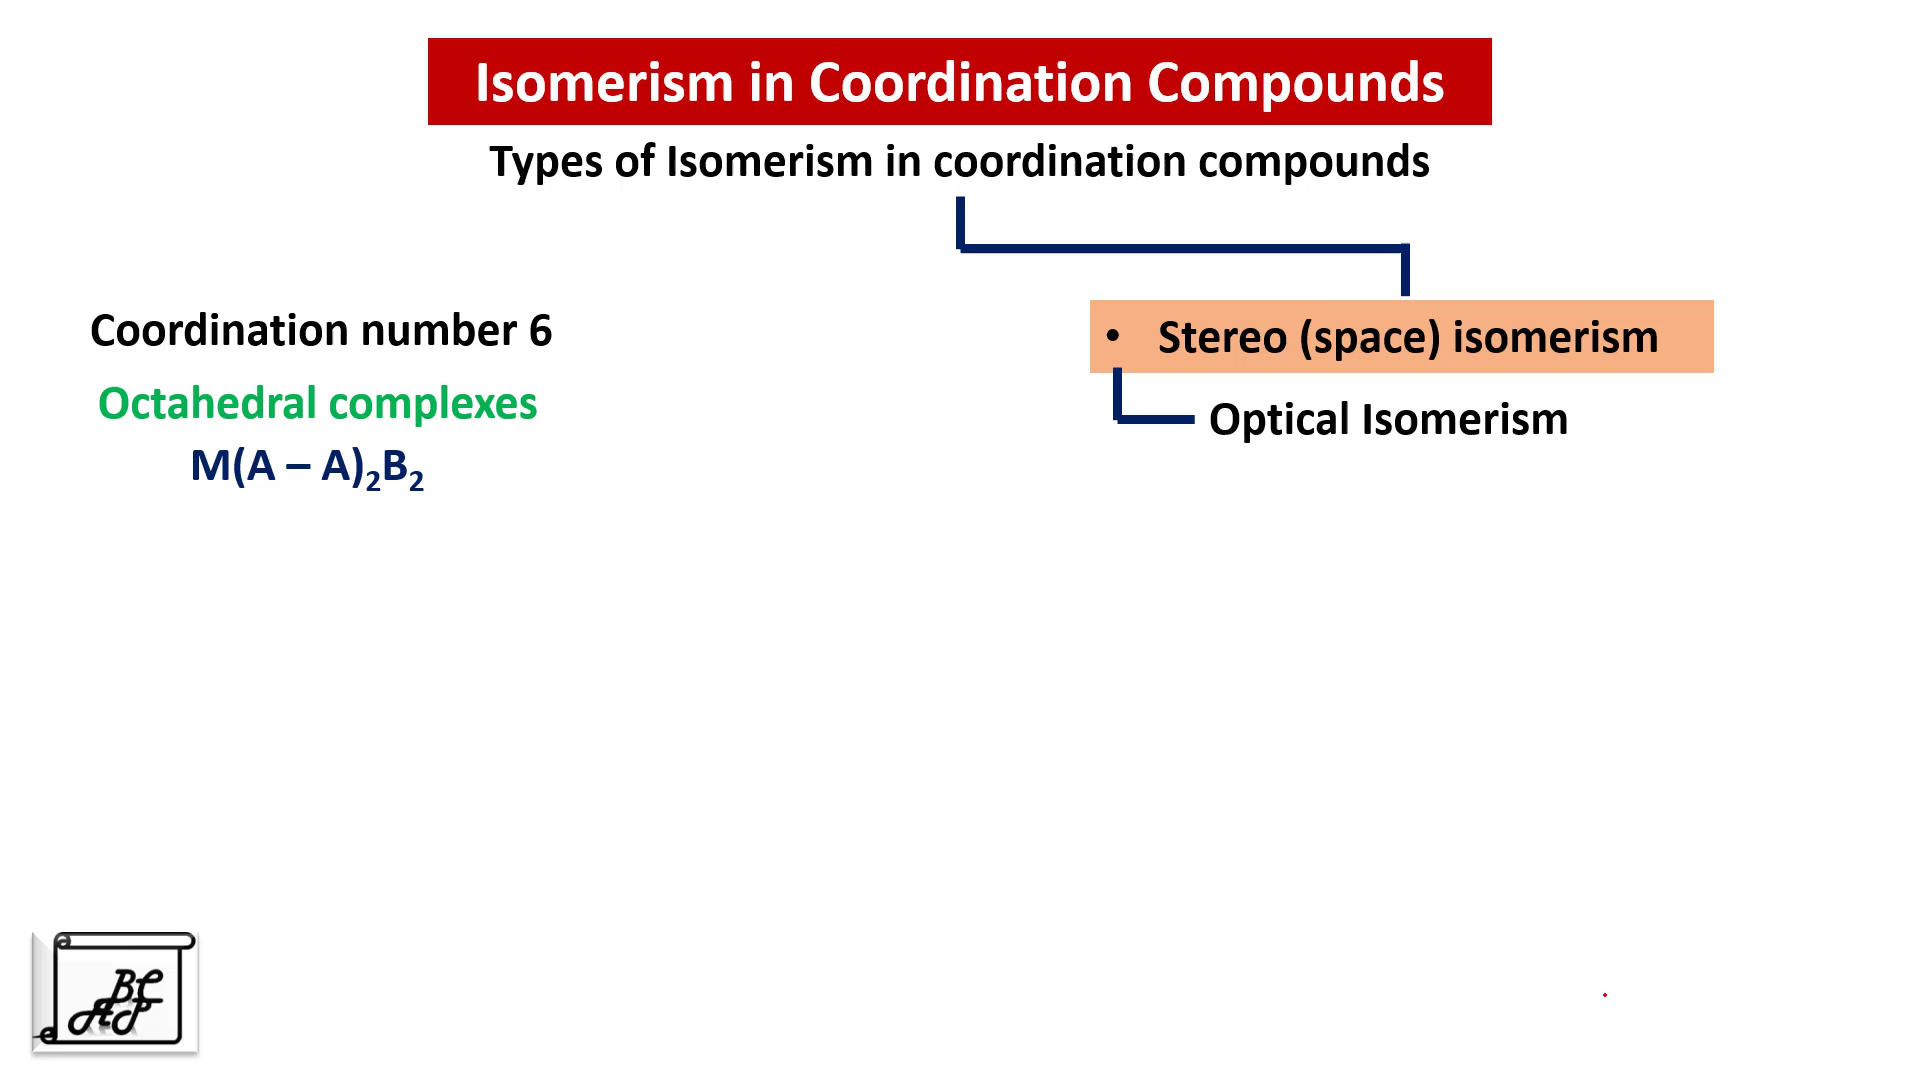 Isomerism in Coordination Compounds
Types of Isomerism in coordination compounds
Coordination number 6
Octahedral complexes
M(A – A)₂B₂
• Stereo (space) isomerism
Optical Isomerism